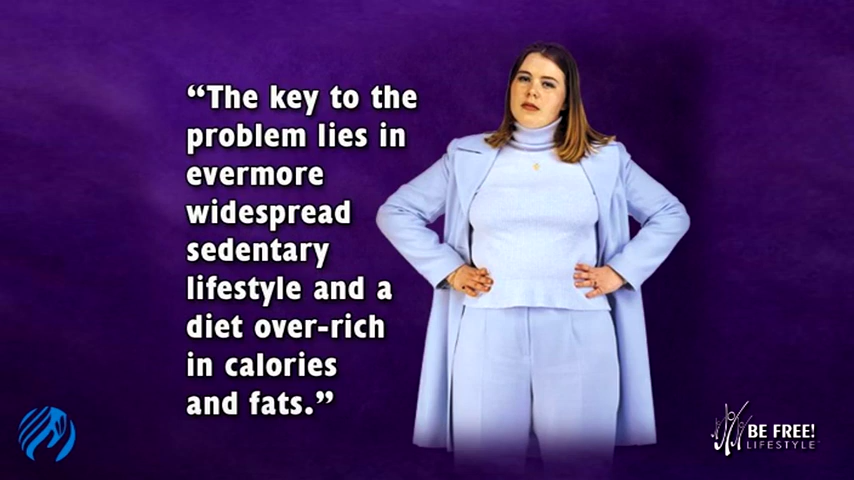 “The key to the
problem lies in
evermore
widespread
sedentary
lifestyle and a
diet over-rich
in calories
and fats.”
BE FREE!
LIFESTYLE